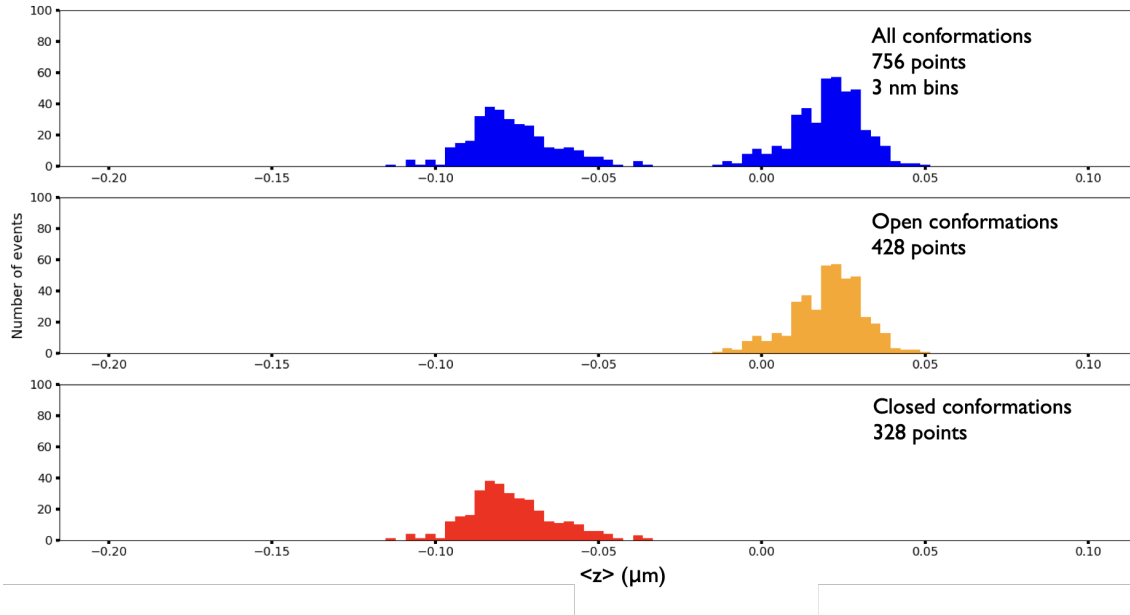 100
80
60
40
20
0
All conformations
756 points
3 nm bins
−0.20 −0.15 −0.10 −0.05 0.00 0.05 0.10
Number of events
100
80
60
40
20
0
Open conformations
428 points
−0.20 −0.15 −0.10 −0.05 0.00 0.05 0.10
100
80
60
40
20
0
Closed conformations
328 points
−0.20 −0.15 −0.10 −0.05 0.00 0.05 0.10
<z> (μm)